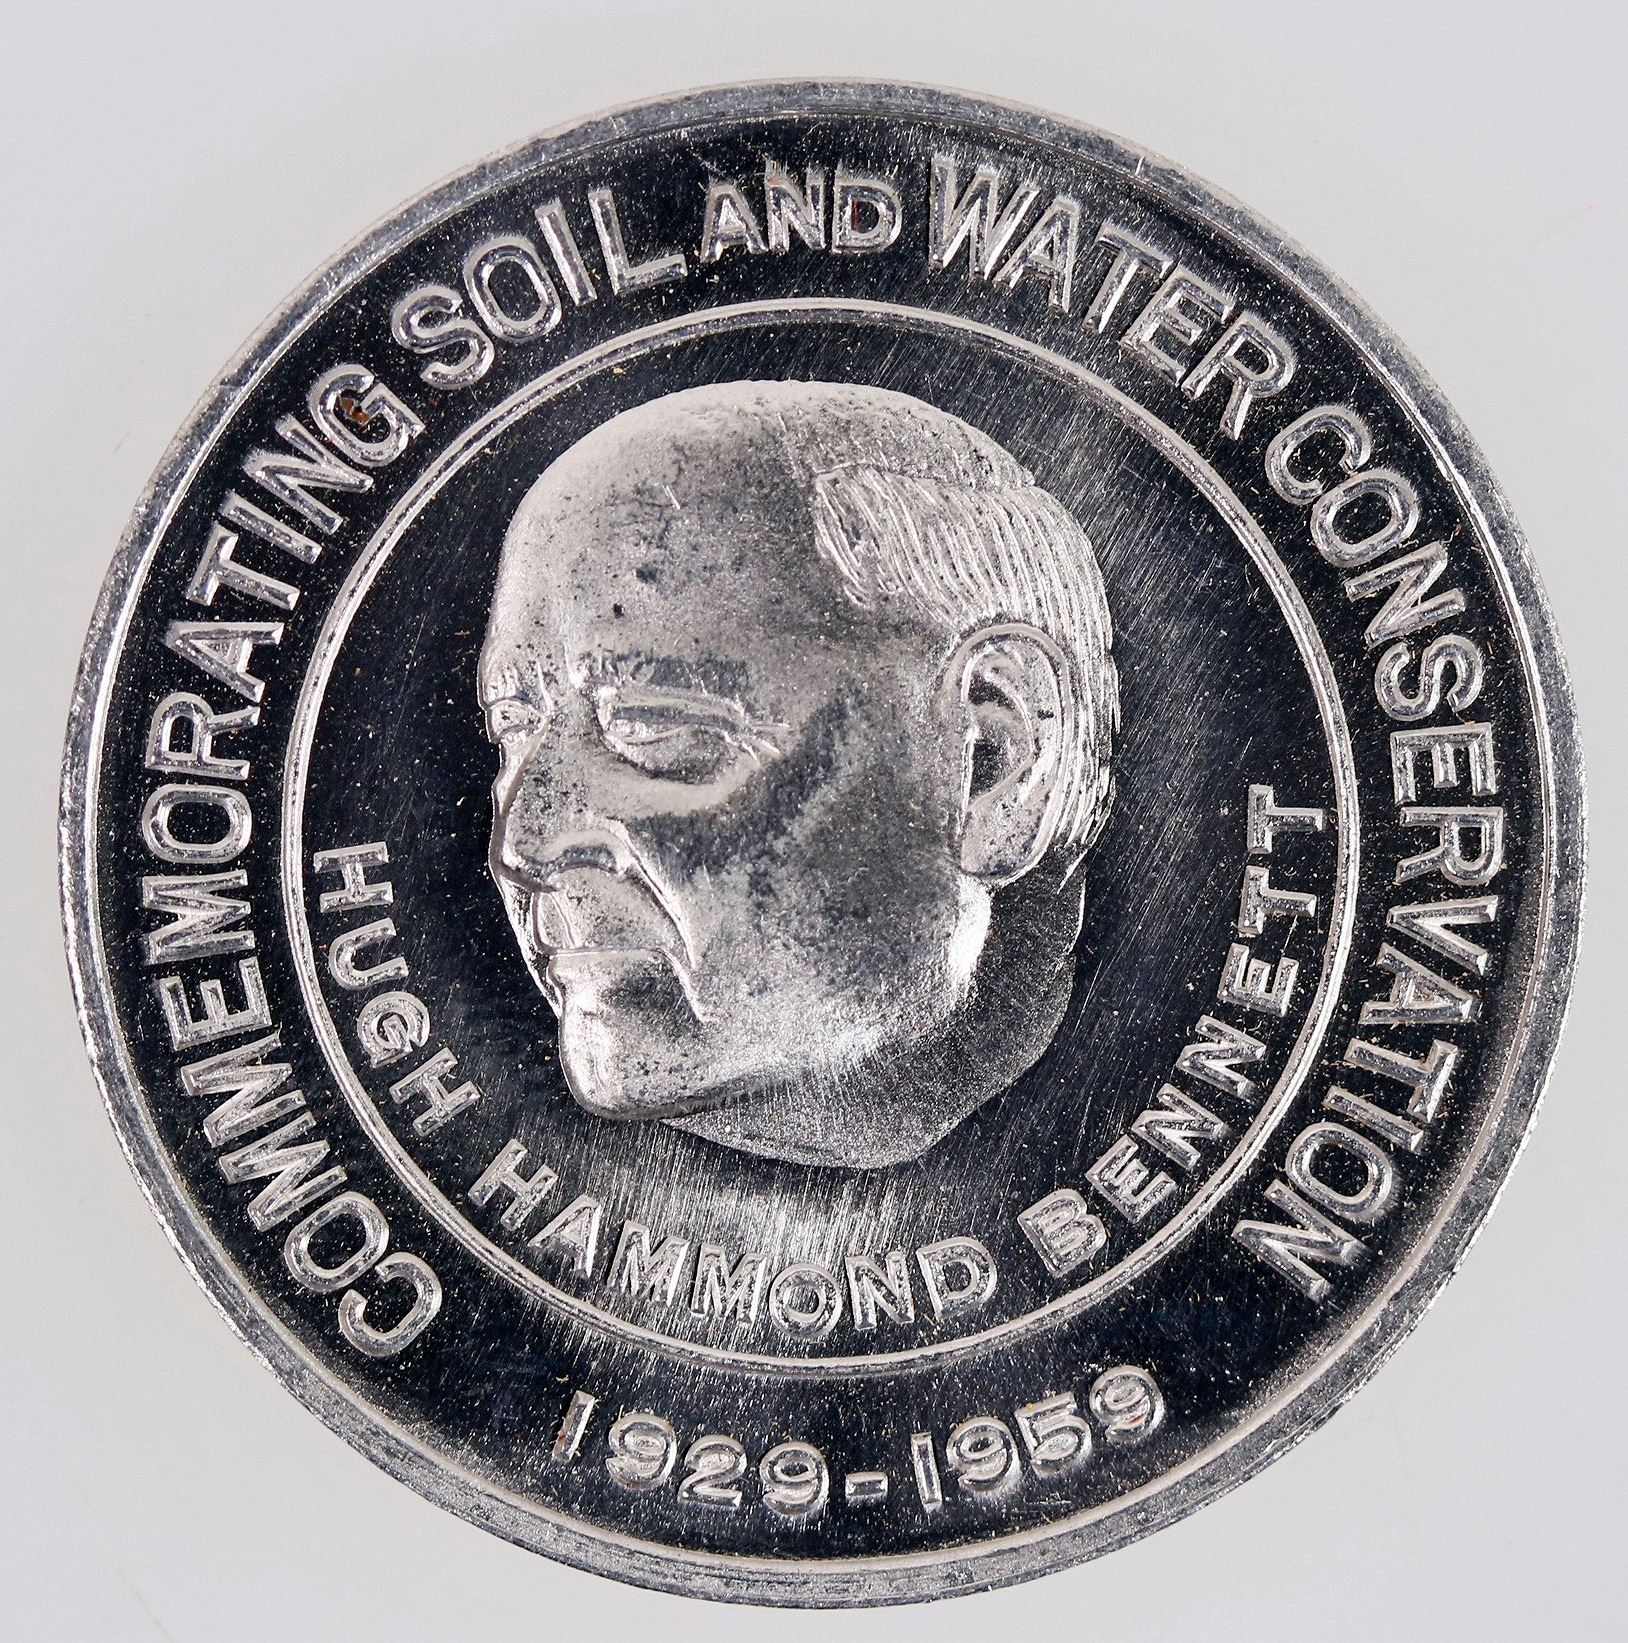 COMMEMORATING SOIL AND WATER CONSERVATION
HUGH HAMMOND BENNETT
1929-1959